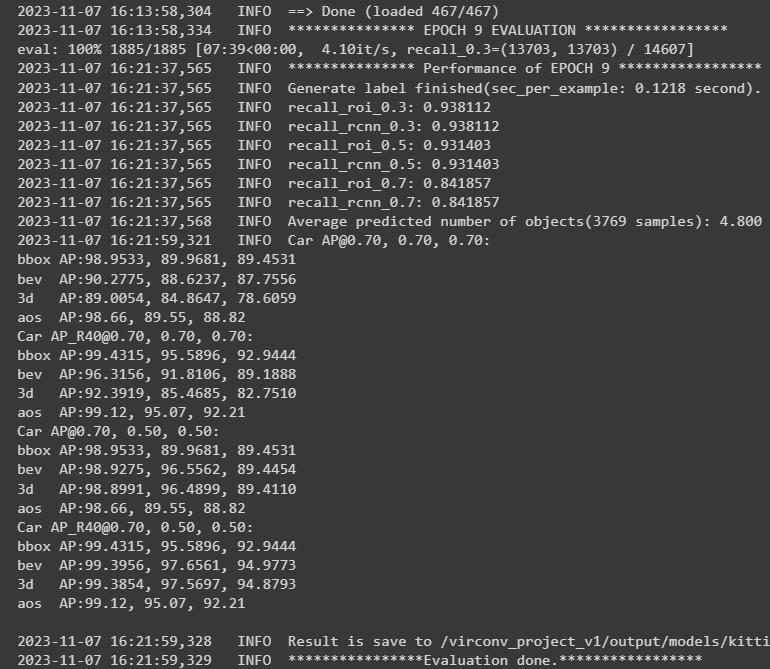 2023-11-07 16:13:58,304 INFO ==> Done (loaded 467/467)
2023-11-07 16:13:58,334 INFO *************** EPOCH 9 EVALUATION *****************
eval: 100% 1885/1885 [07:39<00:00, 4.10it/s, recall_0.3=(13703, 13703) / 14607]
2023-11-07 16:21:37,565 INFO *************** Performance of EPOCH 9 *****************
2023-11-07 16:21:37,565 INFO Generate label finished(sec_per_example: 0.1218 second).
2023-11-07 16:21:37,565 INFO recall_roi_0.3: 0.938112
2023-11-07 16:21:37,565 INFO recall_rcnn_0.3: 0.938112
2023-11-07 16:21:37,565 INFO recall_roi_0.5: 0.931403
2023-11-07 16:21:37,565 INFO recall_rcnn_0.5: 0.931403
2023-11-07 16:21:37,565 INFO recall_roi_0.7: 0.841857
2023-11-07 16:21:37,565 INFO recall_rcnn_0.7: 0.841857
2023-11-07 16:21:37,568 INFO Average predicted number of objects(3769 samples): 4.800
2023-11-07 16:21:59,321 INFO Car AP@0.70, 0.70, 0.70:
bbox AP:98.9533, 89.9681, 89.4531
bev AP:90.2775, 88.6237, 87.7556
3d AP:89.0054, 84.8647, 78.6059
aos AP:98.66, 89.55, 88.82
Car AP_R40@0.70, 0.70, 0.70:
bbox AP:99.4315, 95.5896, 92.9444
bev AP:96.3156, 91.8106, 89.1888
3d AP:92.3919, 85.4685, 82.7510
aos AP:99.12, 95.07, 92.21
Car AP@0.70, 0.50, 0.50:
bbox AP:98.9533, 89.9681, 89.4531
bev AP:98.9275, 96.5562, 89.4454
3d AP:98.8991, 96.4899, 89.4110
aos AP:98.66, 89.55, 88.82
Car AP_R40@0.70, 0.50, 0.50:
bbox AP:99.4315, 95.5896, 92.9444
bev AP:99.3956, 97.6561, 94.9773
3d AP:99.3854, 97.5697, 94.8793
aos AP:99.12, 95.07, 92.21
2023-11-07 16:21:59,328 INFO Result is save to /virconv_project_v1/output/models/kitti
2023-11-07 16:21:59,329 INFO ****************Evaluation done.*****************